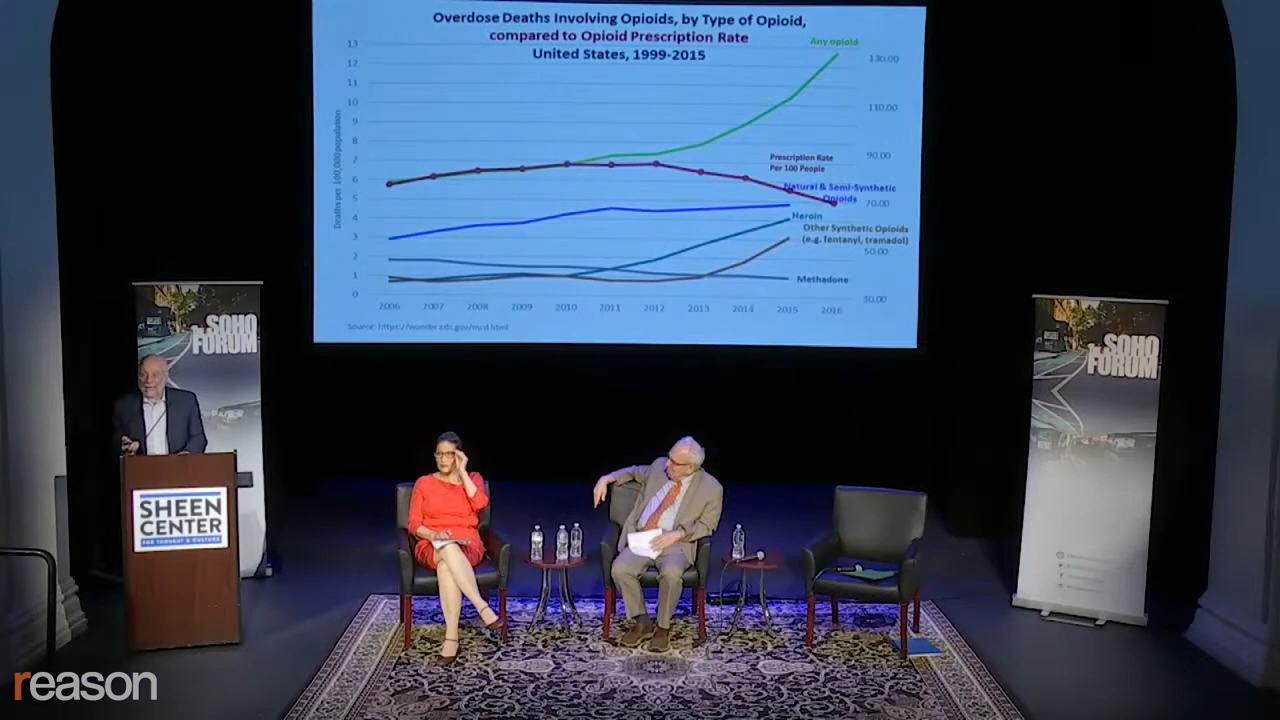 Overdose Deaths Involving Opioids, by Type of Opioid,
compared to Opioid Prescription Rate
United States, 1999-2015
Any opioid
13
12
11
10
9
8
7
6
5
4
3
2
1
0
Deaths per 100,000 population
130.00
110.00
90.00
70.00
50.00
30.00
Prescription Rate
Per 100 People
Natural & Semi-Synthetic
Opioids
Heroin
Other Synthetic Opioids
(e.g. fentanyl, tramadol)
Methadone
2006 2007 2008 2009 2010 2011 2012 2013 2014 2015 2016
Source: https://wonder.cdc.gov/mcd.html
SOHO
FORUM
SOHO
FORUM
SHEEN
CENTER
FOR THOUGHT & CULTURE
reason